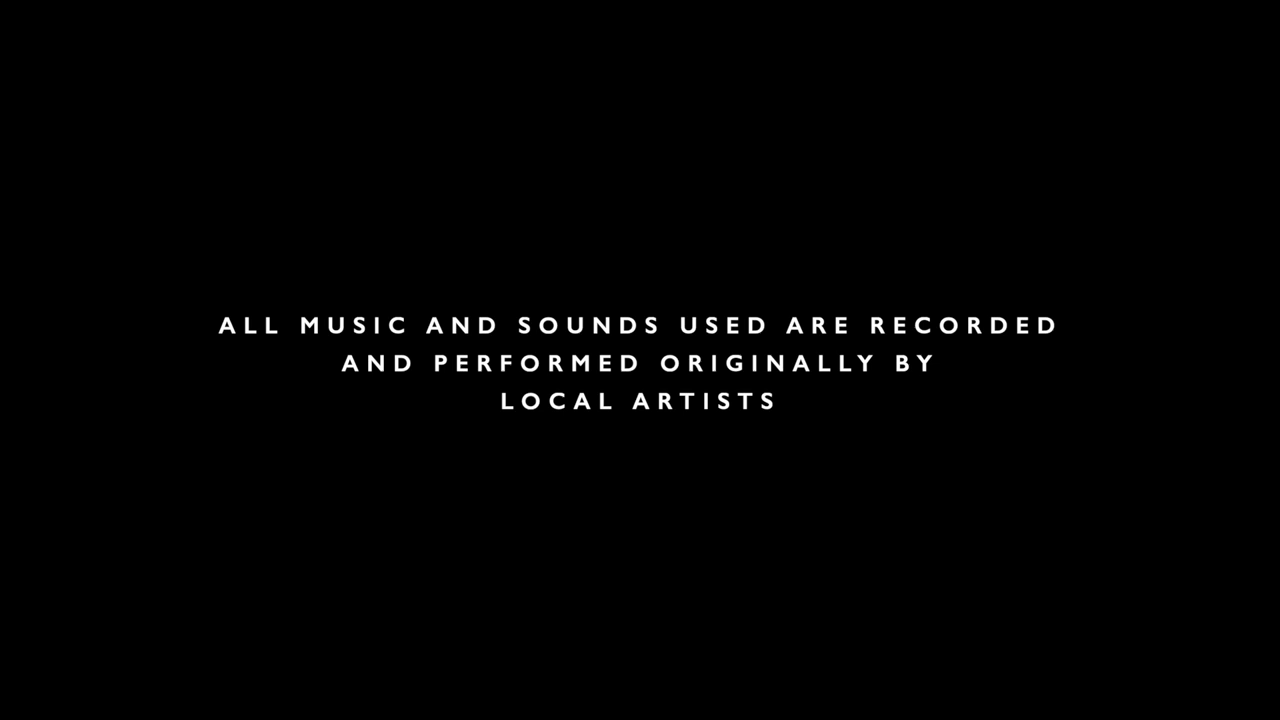 ALL MUSIC AND SOUNDS USED ARE RECORDED
AND PERFORMED ORIGINALLY BY
LOCAL ARTISTS